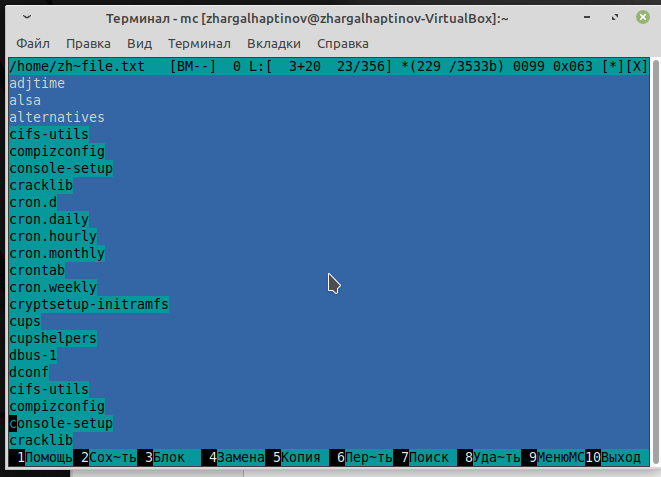 Терминал - mc [zhargalhaptinov@zhargalhaptinov-VirtualBox]:~
Файл Правка Вид Терминал Вкладки Справка
/home/zh~file.txt [BM--] 0 L:[ 3+20 23/356] *(229 /3533b) 0099 0x063 [*][X]
adjtime
alsa
alternatives
cifs-utils
compizconfig
console-setup
cracklib
cron.d
cron.daily
cron.hourly
cron.monthly
crontab
cron.weekly
cryptsetup-initramfs
cups
cupshelpers
dbus-1
dconf
cifs-utils
compizconfig
console-setup
cracklib
1Помощь 2Сох~ть 3Блок 4Замена 5Копия 6Пер~ть 7Поиск 8Уда~ть 9МенюMC 10Выход